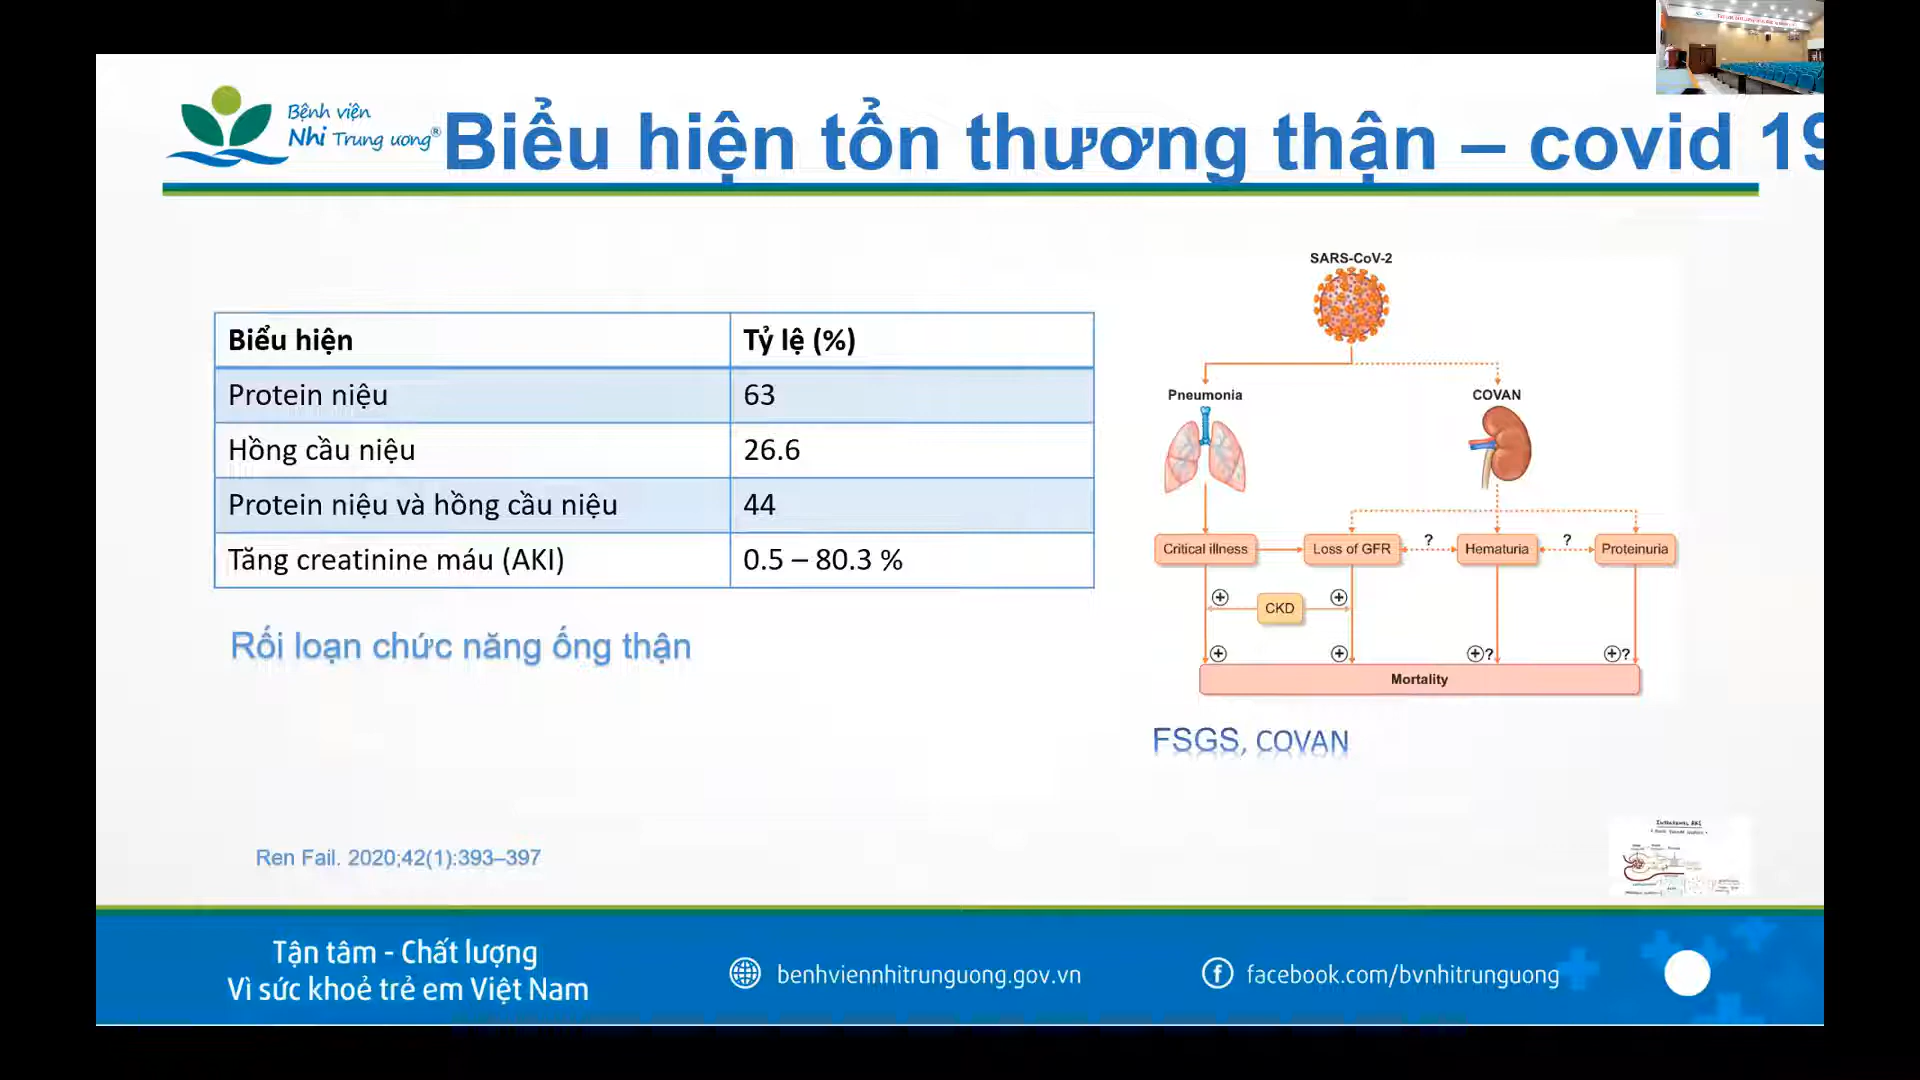 Bệnh viện
Nhi Trung ương®
Biểu hiện tổn thương thận – covid 19
Biểu hiện Tỷ lệ (%)
Protein niệu 63
Hồng cầu niệu 26.6
Protein niệu và hồng cầu niệu 44
Tăng creatinine máu (AKI) 0.5 – 80.3 %
Rối loạn chức năng ống thận
SARS-CoV-2
Pneumonia COVAN
Critical illness Loss of GFR ? Hematuria ? Proteinuria
+ CKD +
+ + +? +?
Mortality
FSGS, COVAN
Ren Fail. 2020;42(1):393–397
Tận tâm - Chất lượng
Vì sức khoẻ trẻ em Việt Nam
benhviennhitrunguong.gov.vn
facebook.com/bvnhitrunguong